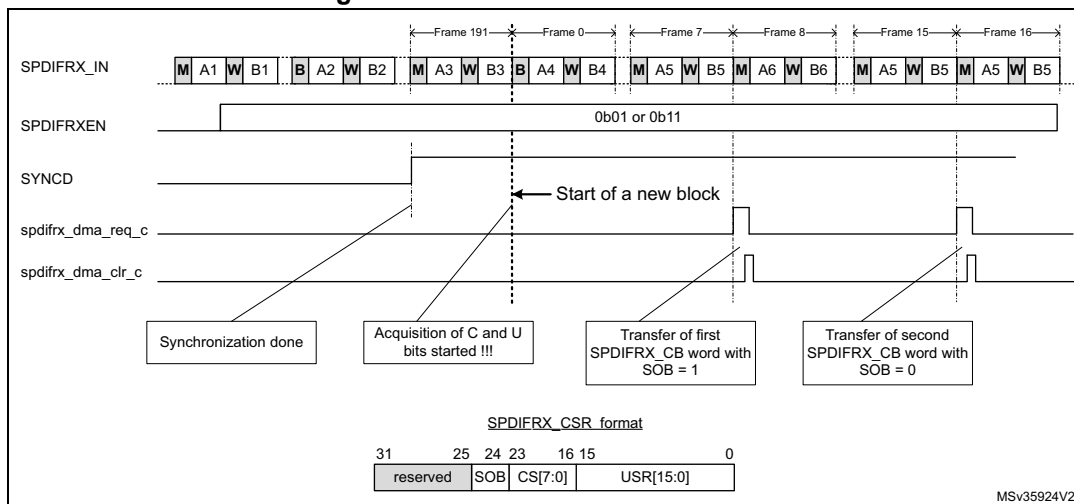 Frame 191 Frame 0 Frame 7 Frame 8 Frame 15 Frame 16
SPDIFRX_IN M A1 W B1 B A2 W B2 M A3 W B3 B A4 W B4 M A5 W B5 M A6 W B6 M A5 W B5 M A5 W B5
SPDIFRXEN 0b01 or 0b11
SYNCD
Start of a new block
spdifrx_dma_req_c
spdifrx_dma_clr_c
Synchronization done
Acquisition of C and U
bits started !!!
Transfer of first
SPDIFRX_CB word with
SOB = 1
Transfer of second
SPDIFRX_CB word with
SOB = 0
SPDIFRX_CSR format
31 25 24 23 16 15 0
reserved SOB CS[7:0] USR[15:0]
MSv35924V2